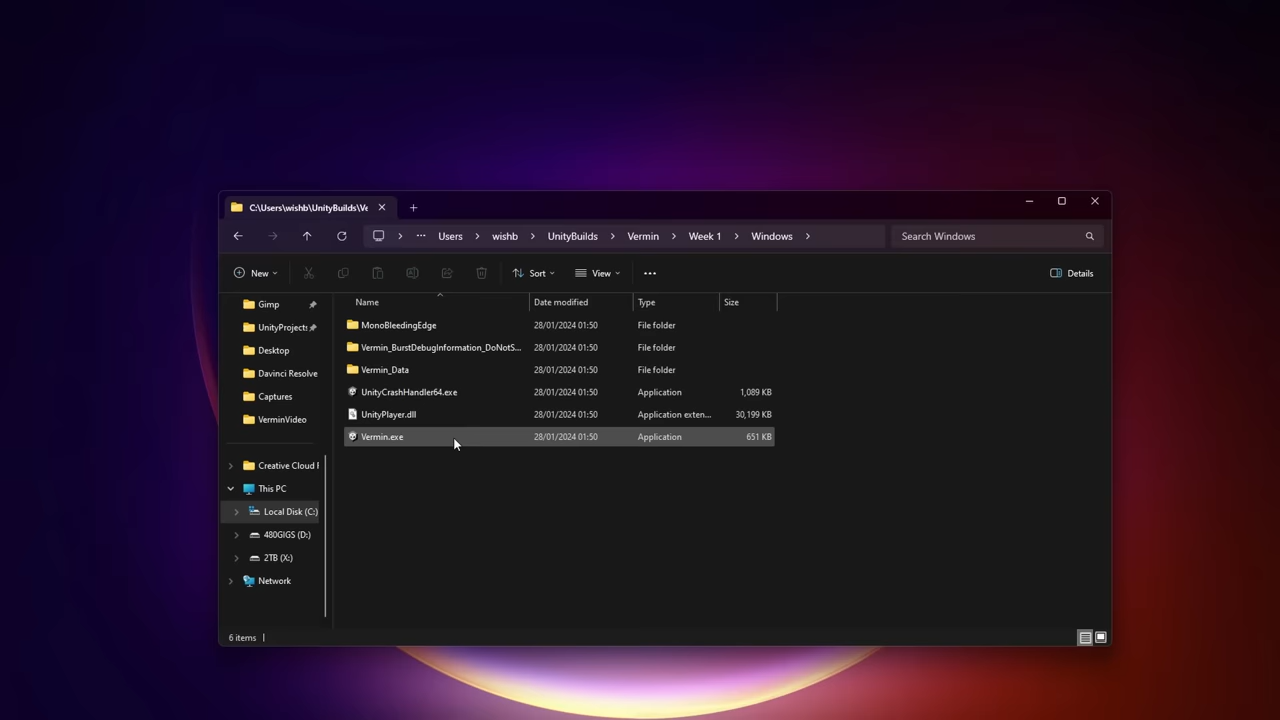 C:\Users\wishb\UnityBuilds\Ve
Users wishb UnityBuilds Vermin Week 1 Windows
Search Windows
New Sort View Details
Name Date modified Type Size
Gimp
UnityProjects
Desktop
Davinci Resolve
Captures
VerminVideo
Creative Cloud F
This PC
Local Disk (C:)
480GIGS (D:)
2TB (X:)
Network
MonoBleedingEdge 28/01/2024 01:50 File folder
Vermin_BurstDebugInformation_DoNotS... 28/01/2024 01:50 File folder
Vermin_Data 28/01/2024 01:50 File folder
UnityCrashHandler64.exe 28/01/2024 01:50 Application 1,089 KB
UnityPlayer.dll 28/01/2024 01:50 Application exten... 30,199 KB
Vermin.exe 28/01/2024 01:50 Application 651 KB
6 items